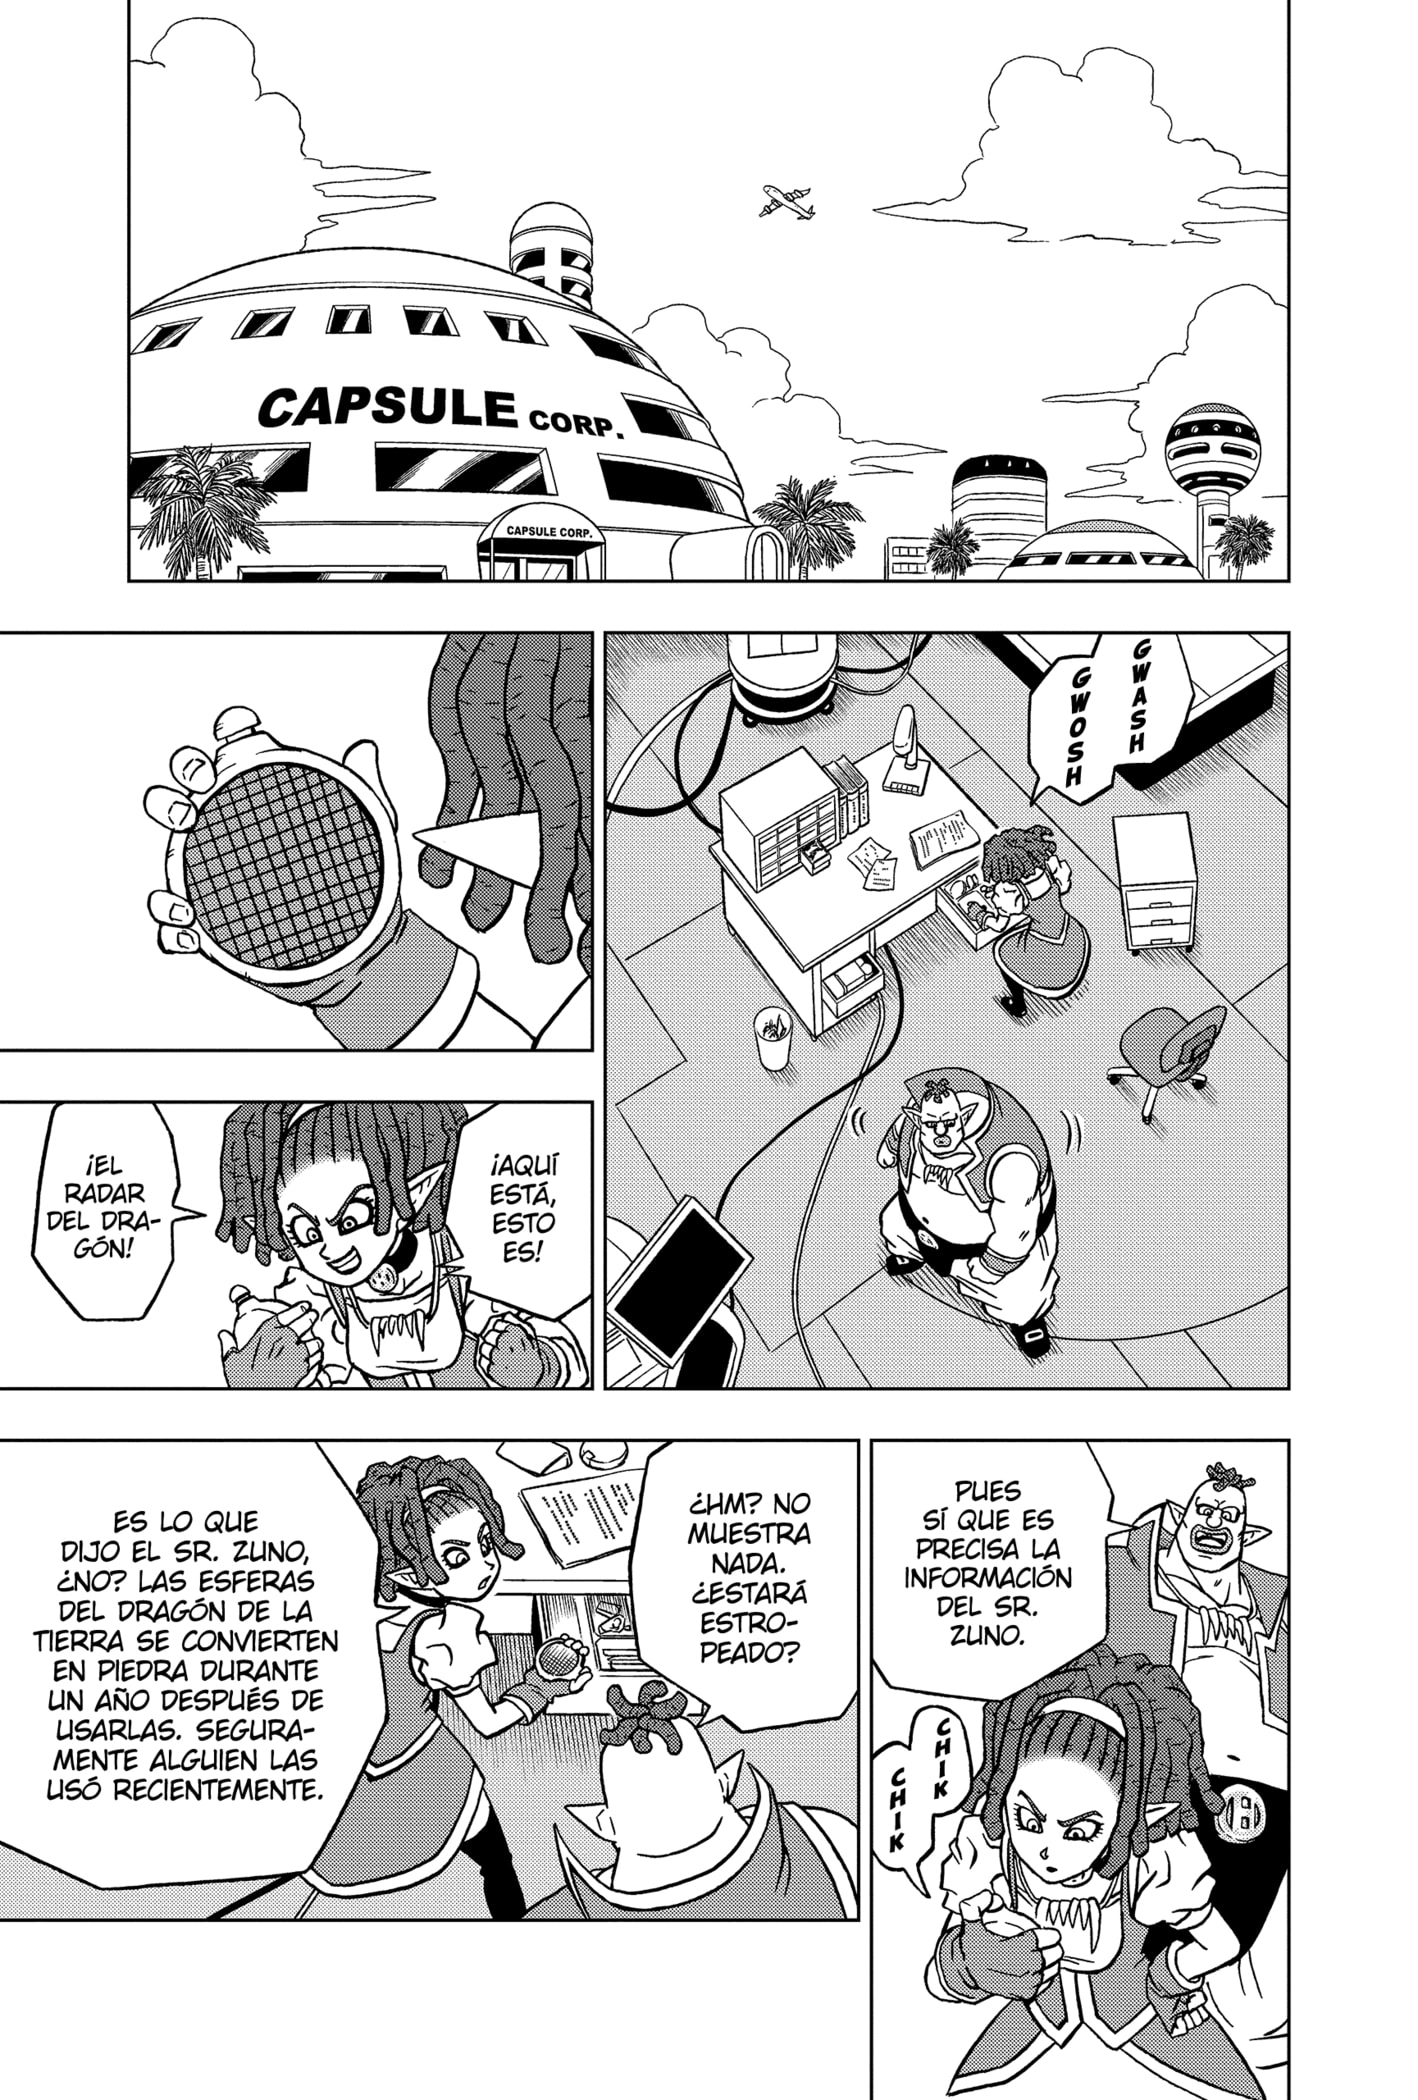 CAPSULE CORP.
CAPSULE CORP.
GWASH
GWOSH
¡AQUÍ
ESTÁ,
ESTO
ES!
¡EL
RADAR
DEL DRA-
GÓN!
PUES
SÍ QUE ES
PRECISA LA
INFORMACIÓN
DEL SR.
ZUNO.
CHIK
CHIK
¿HM? NO
MUESTRA
NADA.
¿ESTARÁ
ESTRO-
PEADO?
ES LO QUE
DIJO EL SR. ZUNO,
¿NO? LAS ESFERAS
DEL DRAGÓN DE LA
TIERRA SE CONVIERTEN
EN PIEDRA DURANTE
UN AÑO DESPUÉS DE
USARLAS. SEGURA-
MENTE ALGUIEN LAS
USÓ RECIENTEMENTE.